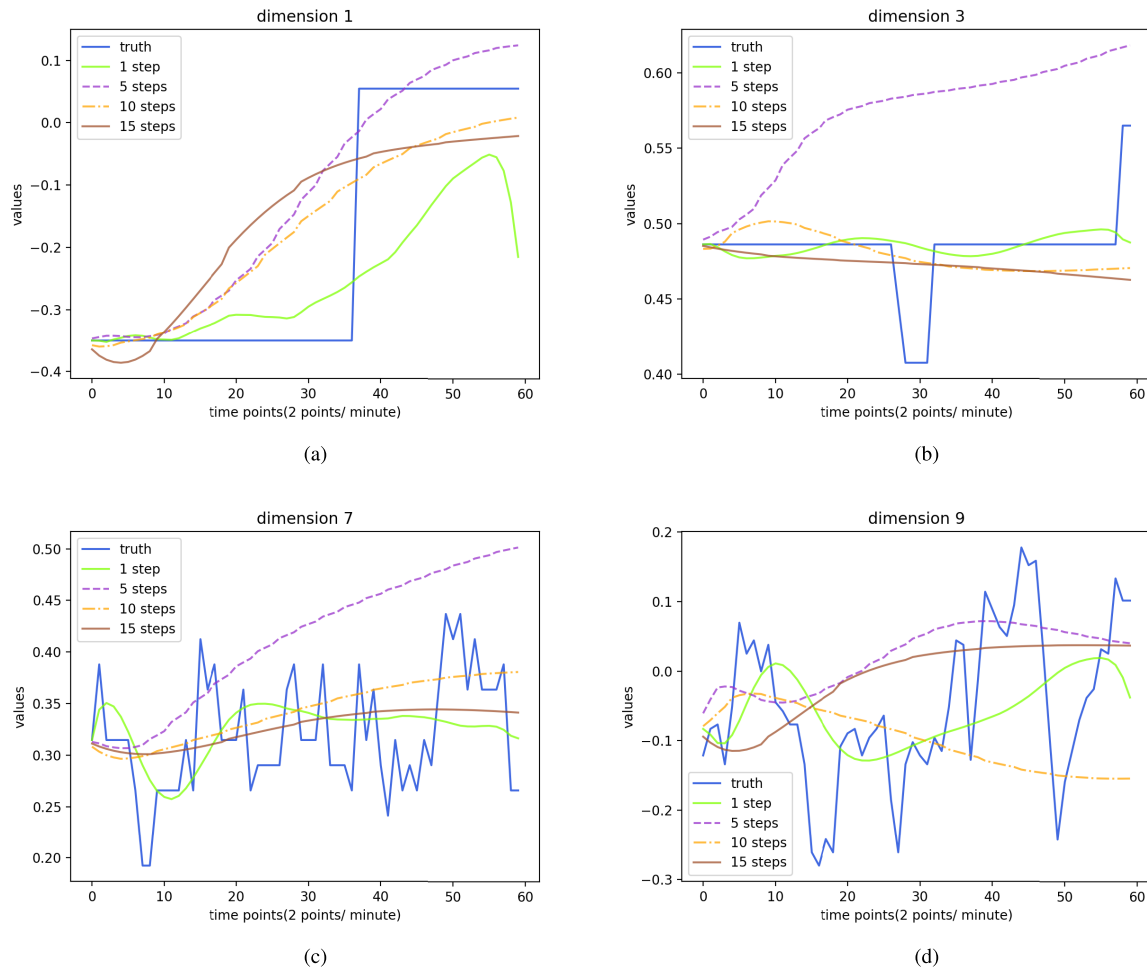 dimension 1
truth
1 step
5 steps
10 steps
15 steps
values
0.1
0.0
−0.1
−0.2
−0.3
−0.4
0 10 20 30 40 50 60
time points(2 points/ minute)
(a)
dimension 3
truth
1 step
5 steps
10 steps
15 steps
values
0.60
0.55
0.50
0.45
0.40
0 10 20 30 40 50 60
time points(2 points/ minute)
(b)
dimension 7
truth
1 step
5 steps
10 steps
15 steps
values
0.50
0.45
0.40
0.35
0.30
0.25
0.20
0 10 20 30 40 50 60
time points(2 points/ minute)
(c)
dimension 9
values
0.2
0.1
0.0
−0.1
−0.2
−0.3
truth
1 step
5 steps
10 steps
15 steps
0 10 20 30 40 50 60
time points(2 points/ minute)
(d)